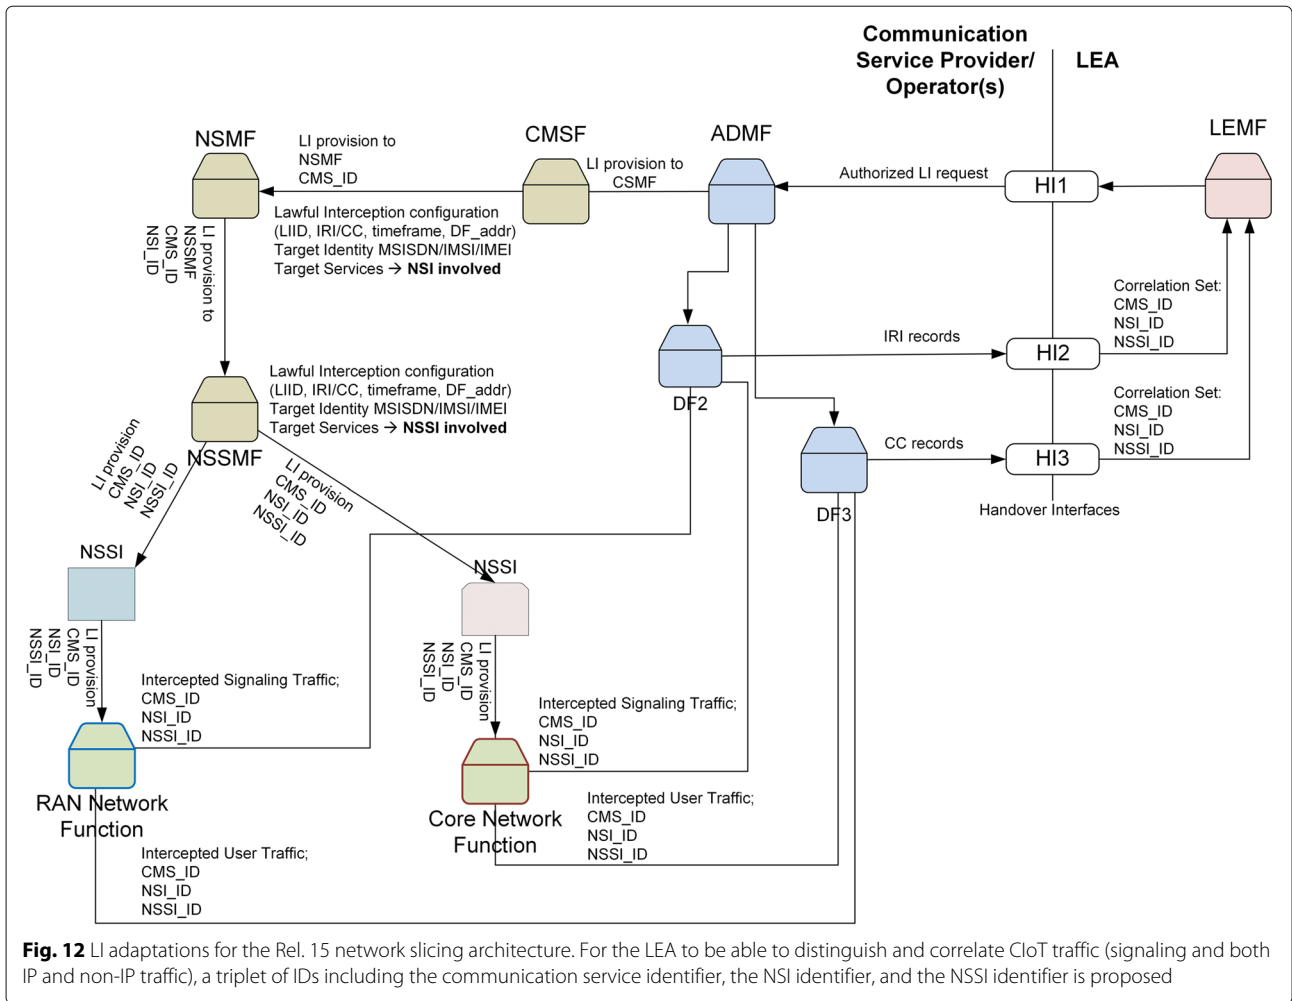 Communication
Service Provider/
Operator(s)
LEA
NSMF
CMSF
ADMF
LEMF
LI provision to
NSMF
CMS_ID
LI provision to
CSMF
Authorized LI request
HI1
Lawful Interception configuration
(LIID, IRI/CC, timeframe, DF_addr)
Target Identity MSISDN/IMSI/IMEI
Target Services → NSI involved
LI provision to
NSSMF
CMS_ID
NSI_ID
Correlation Set:
CMS_ID
NSI_ID
NSSI_ID
IRI records
HI2
DF2
Lawful Interception configuration
(LIID, IRI/CC, timeframe, DF_addr)
Target Identity MSISDN/IMSI/IMEI
Target Services → NSSI involved
NSSMF
Correlation Set:
CMS_ID
NSI_ID
NSSI_ID
CC records
HI3
DF3
Handover Interfaces
LI provision
CMS_ID
NSI_ID
NSSI_ID
LI provision
CMS_ID
NSI_ID
NSSI_ID
NSSI
NSSI
LI provision
CMS_ID
NSI_ID
NSSI_ID
LI provision
CMS_ID
NSI_ID
NSSI_ID
Intercepted Signaling Traffic;
CMS_ID
NSI_ID
NSSI_ID
Intercepted Signaling Traffic;
CMS_ID
NSI_ID
NSSI_ID
RAN Network
Function
Core Network
Function
Intercepted User Traffic;
CMS_ID
NSI_ID
NSSI_ID
Intercepted User Traffic;
CMS_ID
NSI_ID
NSSI_ID
Fig. 12 LI adaptations for the Rel. 15 network slicing architecture. For the LEA to be able to distinguish and correlate CIoT traffic (signaling and both
IP and non-IP traffic), a triplet of IDs including the communication service identifier, the NSI identifier, and the NSSI identifier is proposed